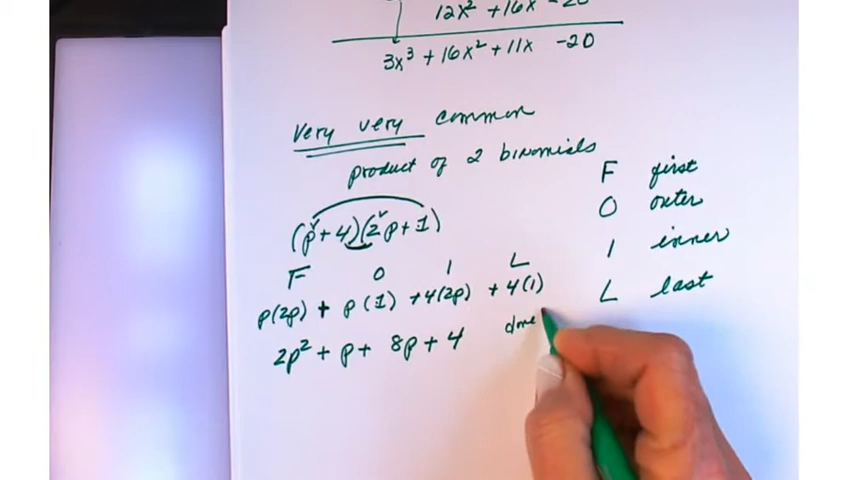 12x² + 16x - 20
3x³ + 16x² + 11x - 20
Very very common
product of 2 binomials
(p + 4)(2p + 1)
F O I L
p(2p) + p(1) + 4(2p) + 4(1)
2p² + p + 8p + 4
done
F first
O outer
I inner
L last